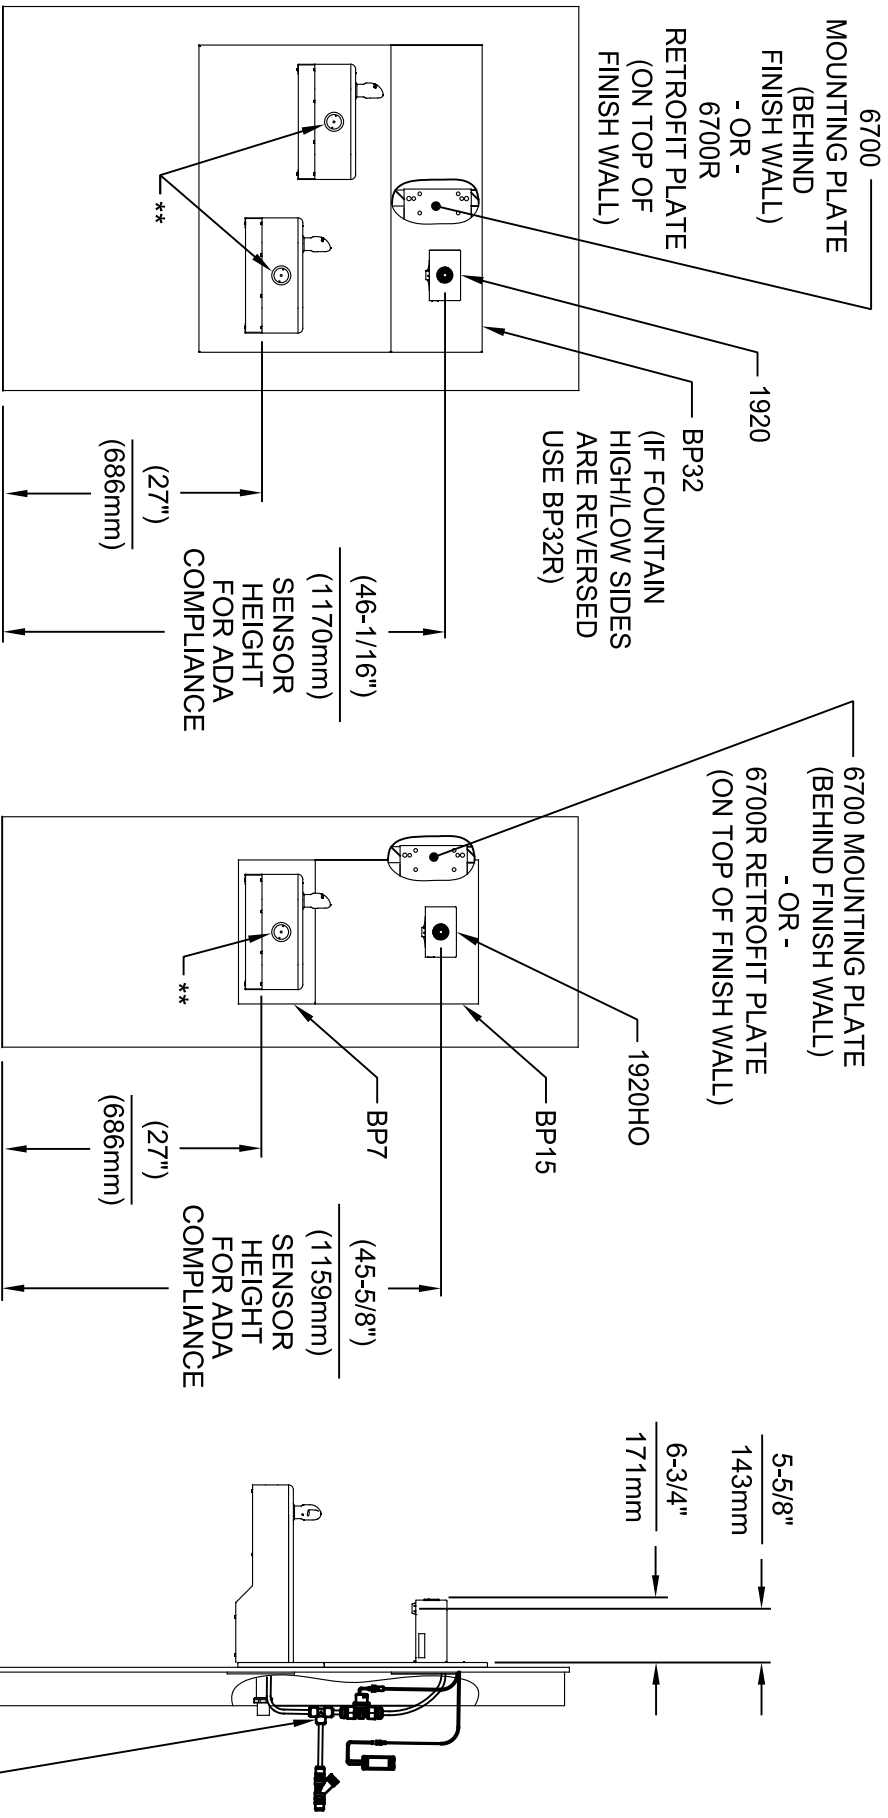 6700
MOUNTING PLATE
(BEHIND
FINISH WALL)
- OR -
6700R
RETROFIT PLATE
(ON TOP OF
FINISH WALL)
1920
BP32
(IF FOUNTAIN
HIGH/LOW SIDES
ARE REVERSED
USE BP32R)
**
(27")
(686mm)
(46-1/16")
(1170mm)
SENSOR
HEIGHT
FOR ADA
COMPLIANCE
6700 MOUNTING PLATE
(BEHIND FINISH WALL)
- OR -
6700R RETROFIT PLATE
(ON TOP OF FINISH WALL)
1920HO
BP15
BP7
**
(27")
(686mm)
(45-5/8")
(1159mm)
SENSOR
HEIGHT
FOR ADA
COMPLIANCE
5-5/8"
143mm
6-3/4"
171mm